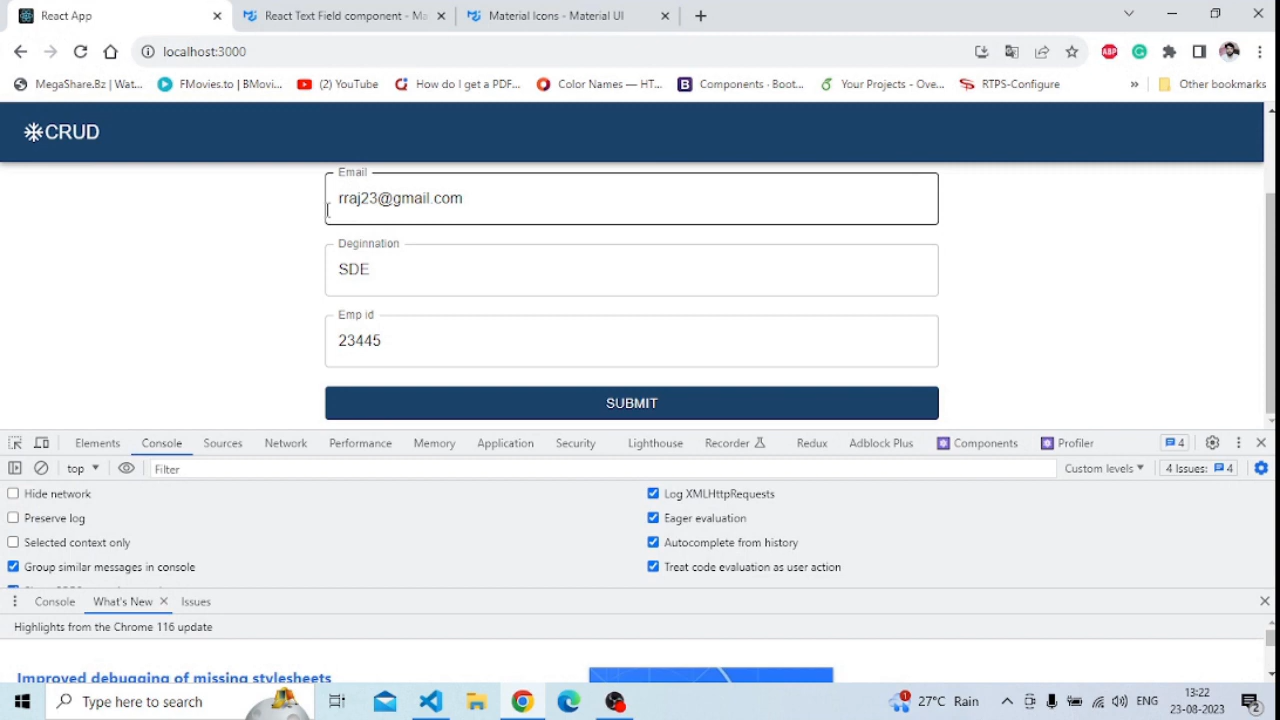 React App
React Text Field component - Ma
Material Icons - Material UI
localhost:3000
ABP
MegaShare.Bz | Wat...
FMovies.to | BMovi...
(2) YouTube
How do I get a PDF...
Color Names — HT...
B
Components · Boot...
Your Projects - Ove...
RTPS-Configure
»
Other bookmarks
CRUD
Email
rraj23@gmail.com
Deginnation
SDE
Emp id
23445
SUBMIT
Elements
Console
Sources
Network
Performance
Memory
Application
Security
Lighthouse
Recorder
Redux
Adblock Plus
Components
Profiler
4
top
Filter
Custom levels
4 Issues: 4
Hide network
Log XMLHttpRequests
Preserve log
Eager evaluation
Selected context only
Autocomplete from history
Group similar messages in console
Treat code evaluation as user action
Console
What's New
Issues
Highlights from the Chrome 116 update
Improved debugging of missing stylesheets
Type here to search
1
27°C Rain
ENG
13:22
23-08-2023
2